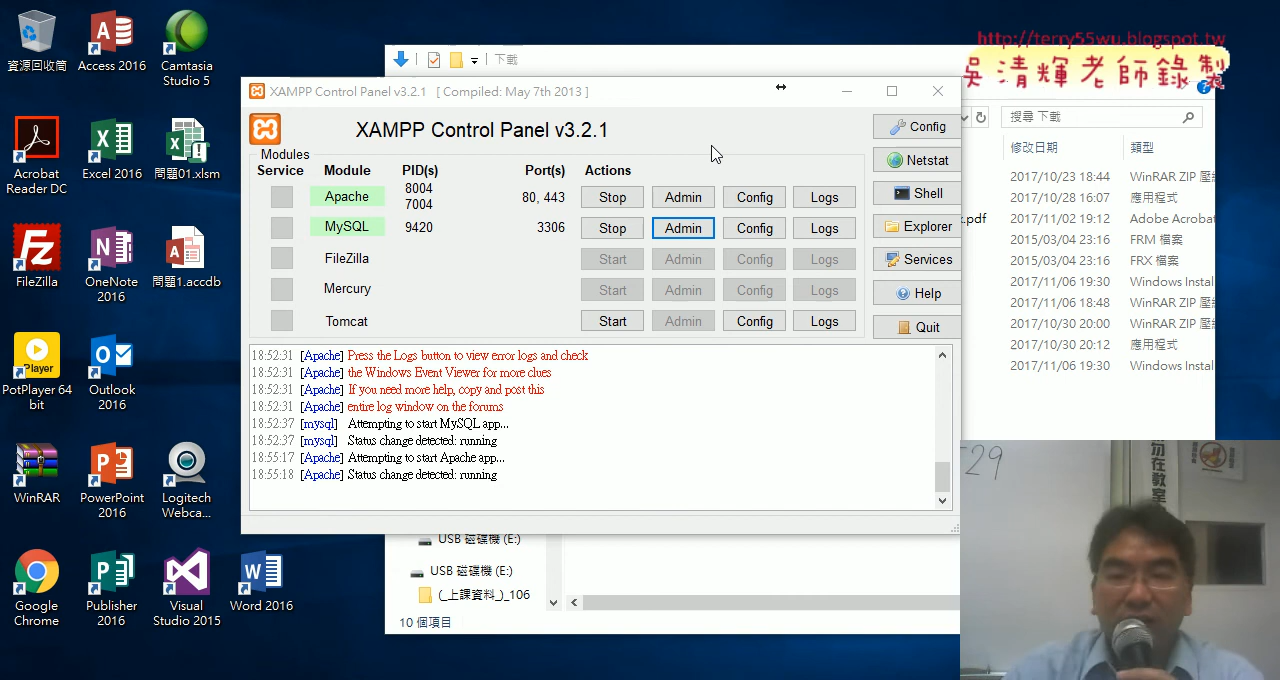 資源回收筒
Access 2016
Camtasia Studio 5
Acrobat Reader DC
Excel 2016
問題01.xlsm
FileZilla
OneNote 2016
問題1.accdb
PotPlayer 64 bit
Player
Outlook 2016
WinRAR
PowerPoint 2016
Logitech Webca...
Google Chrome
Publisher 2016
Visual Studio 2015
Word 2016
下載
http://terry55wu.blogspot.tw
吳清輝老師錄製
XAMPP Control Panel v3.2.1 [ Compiled: May 7th 2013 ]
XAMPP Control Panel v3.2.1
Modules
Service Module PID(s) Port(s) Actions
Apache 8004 7004 80, 443 Stop Admin Config Logs
MySQL 9420 3306 Stop Admin Config Logs
FileZilla Start Admin Config Logs
Mercury Start Admin Config Logs
Tomcat Start Admin Config Logs
Config
Netstat
Shell
Explorer
Services
Help
Quit
18:52:31 [Apache] Press the Logs button to view error logs and check
18:52:31 [Apache] the Windows Event Viewer for more clues
18:52:31 [Apache] If you need more help, copy and post this
18:52:31 [Apache] entire log window on the forums
18:52:37 [mysql] Attempting to start MySQL app...
18:52:37 [mysql] Status change detected: running
18:55:17 [Apache] Attempting to start Apache app...
18:55:18 [Apache] Status change detected: running
搜尋 下載
修改日期 類型
2017/10/23 18:44 WinRAR ZIP
2017/10/28 16:07 應用程式
.pdf 2017/11/02 19:12 Adobe Acrobat
2015/03/04 23:16 FRM 檔案
2015/03/04 23:16 FRX 檔案
2017/11/06 19:30 Windows Instal
2017/11/06 18:48 WinRAR ZIP
2017/10/30 20:00 WinRAR ZIP
2017/10/30 20:12 應用程式
2017/11/06 19:30 Windows Instal
USB 磁碟機 (E:)
USB 磁碟機 (E:)
(_上課資料_)_106
10 個項目
29
勿在教室